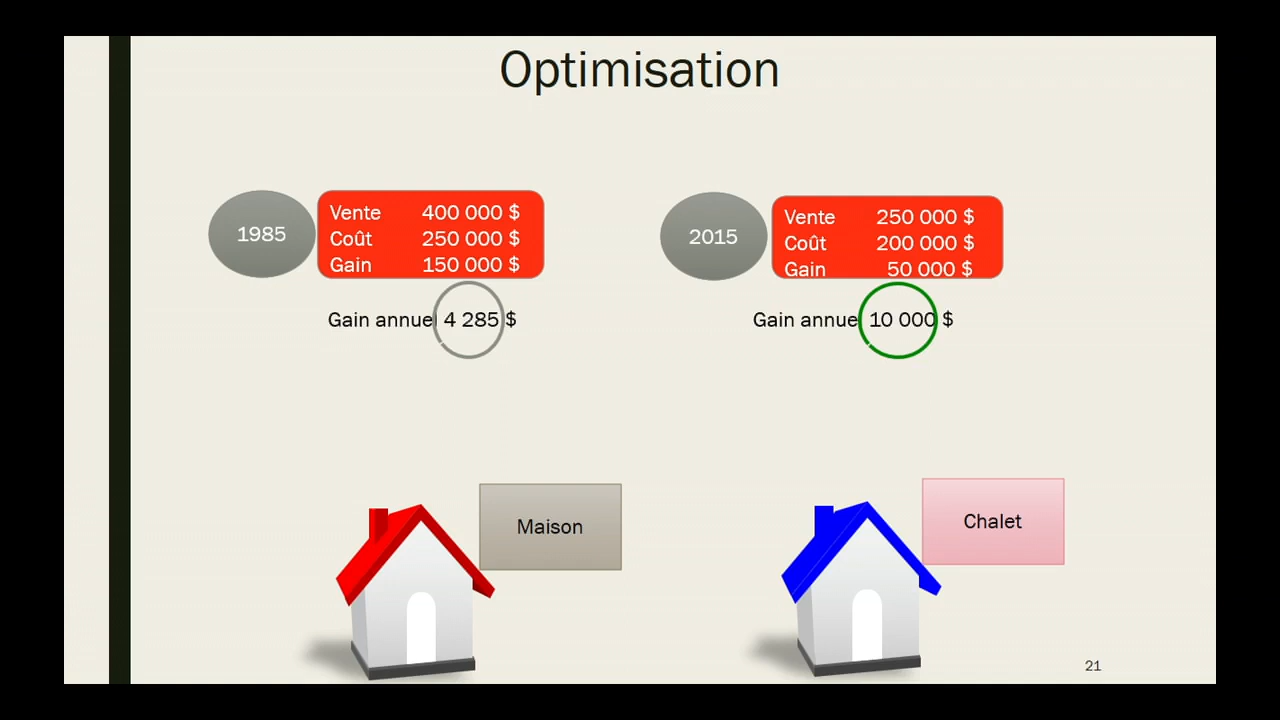 Optimisation
1985
Vente 400 000 $
Coût 250 000 $
Gain 150 000 $
Gain annuel 4 285 $
2015
Vente 250 000 $
Coût 200 000 $
Gain 50 000 $
Gain annuel 10 000 $
Maison
Chalet
21